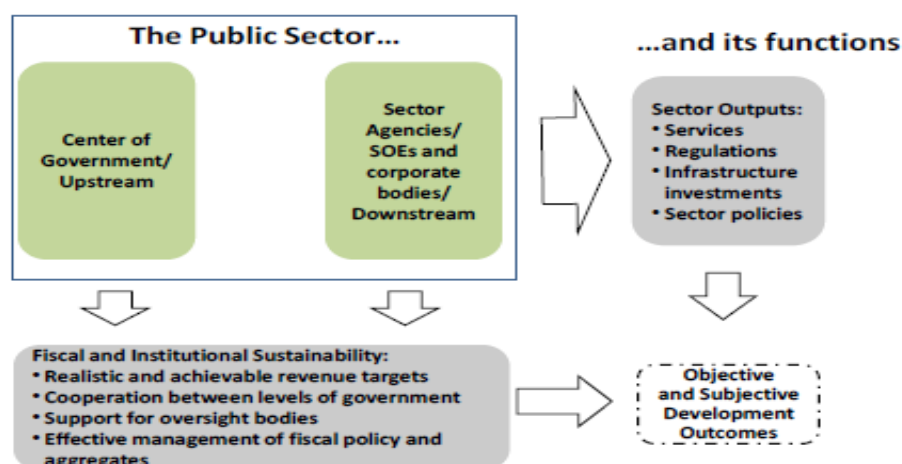 The Public Sector...
...and its functions
Center of
Government/
Upstream
Sector
Agencies/
SOEs and
corporate
bodies/
Downstream
Sector Outputs:
• Services
• Regulations
• Infrastructure
investments
• Sector policies
Fiscal and Institutional Sustainability:
• Realistic and achievable revenue targets
• Cooperation between levels of government
• Support for oversight bodies
• Effective management of fiscal policy and
aggregates
Objective
and Subjective
Development
Outcomes